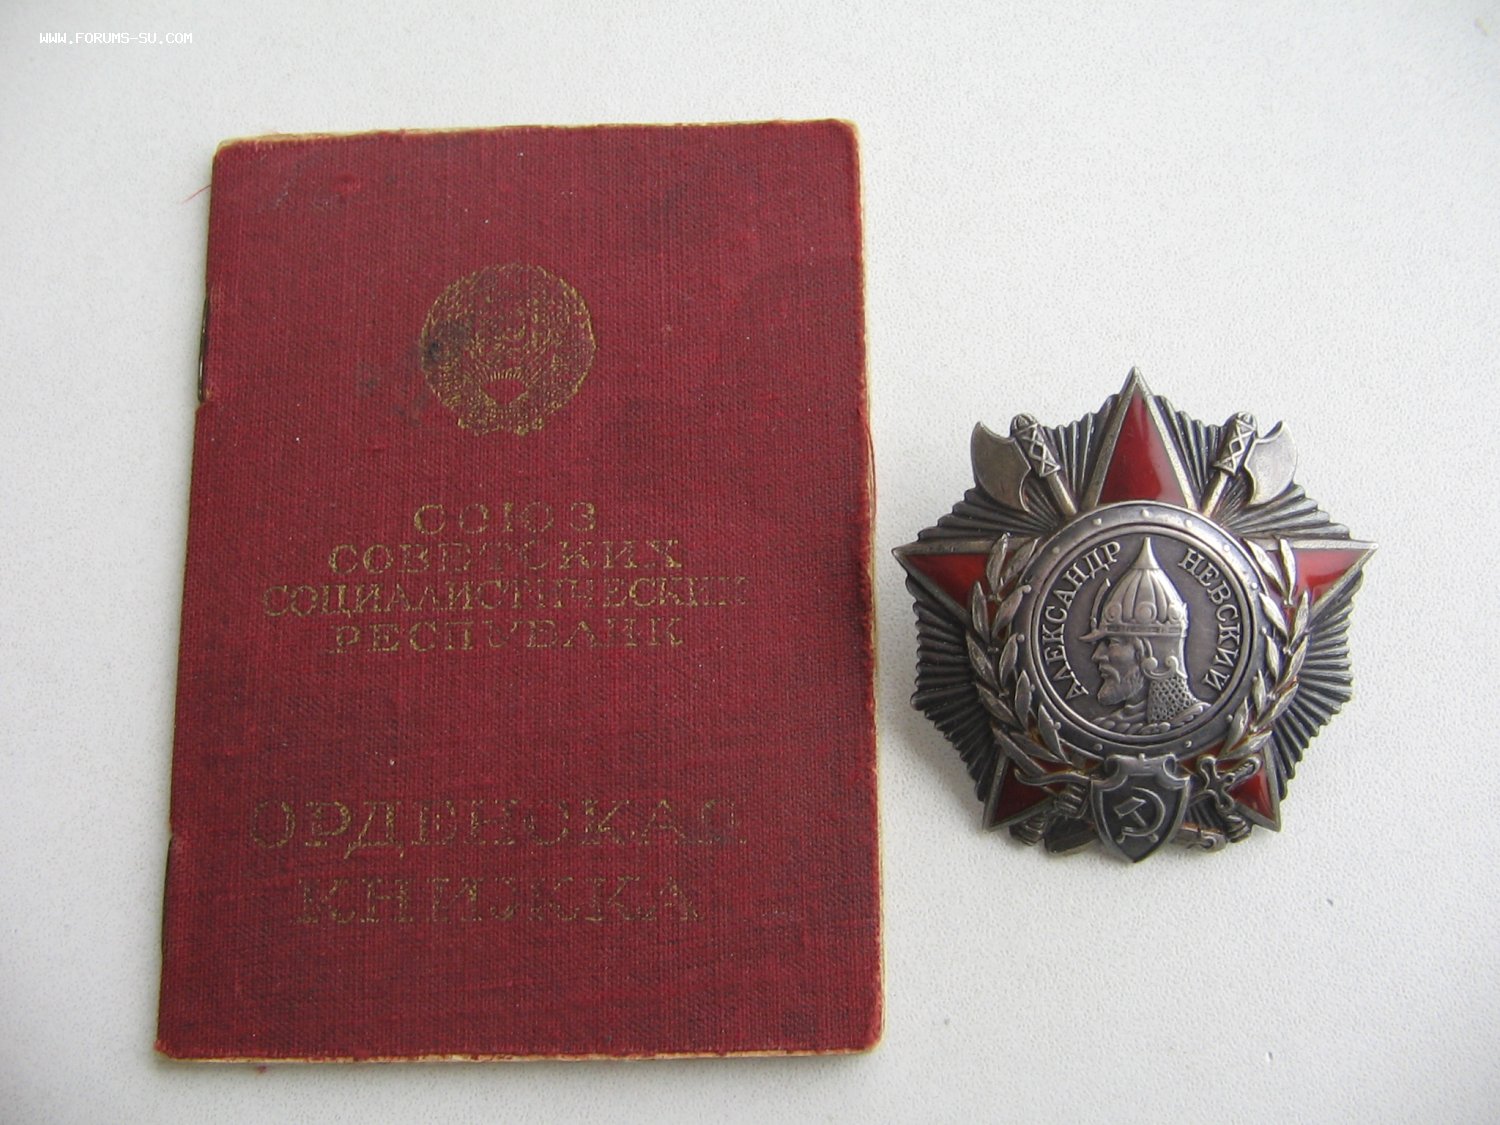 WWW.FORUMS-SU.COM
СОЮЗ
СОВЕТСКИХ
СОЦИАЛИСТИЧЕСКИХ
РЕСПУБЛИК
ОРДЕНСКАЯ
КНИЖКА
АЛЕКСАНДР НЕВСКИЙ